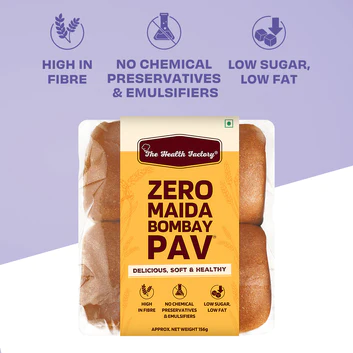 HIGH IN
FIBRE
NO CHEMICAL
PRESERVATIVES
& EMULSIFIERS
LOW SUGAR,
LOW FAT
The Health Factory®
ZERO
MAIDA
BOMBAY
PAV
DELICIOUS, SOFT & HEALTHY
HIGH
IN FIBRE
NO CHEMICAL
PRESERVATIVES
& EMULSIFIERS
LOW SUGAR,
LOW FAT
APPROX. NET WEIGHT 156g